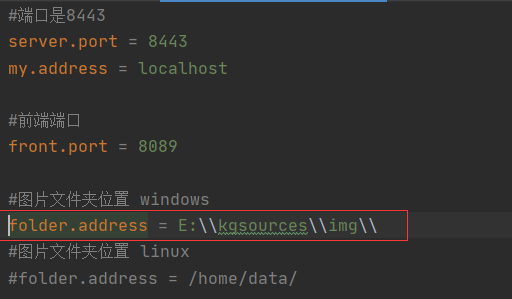 #端口是8443
server.port = 8443
my.address = localhost
#前端端口
front.port = 8089
#图片文件夹位置 windows
folder.address = E:\\kgsources\\img\\
#图片文件夹位置 linux
#folder.address = /home/data/